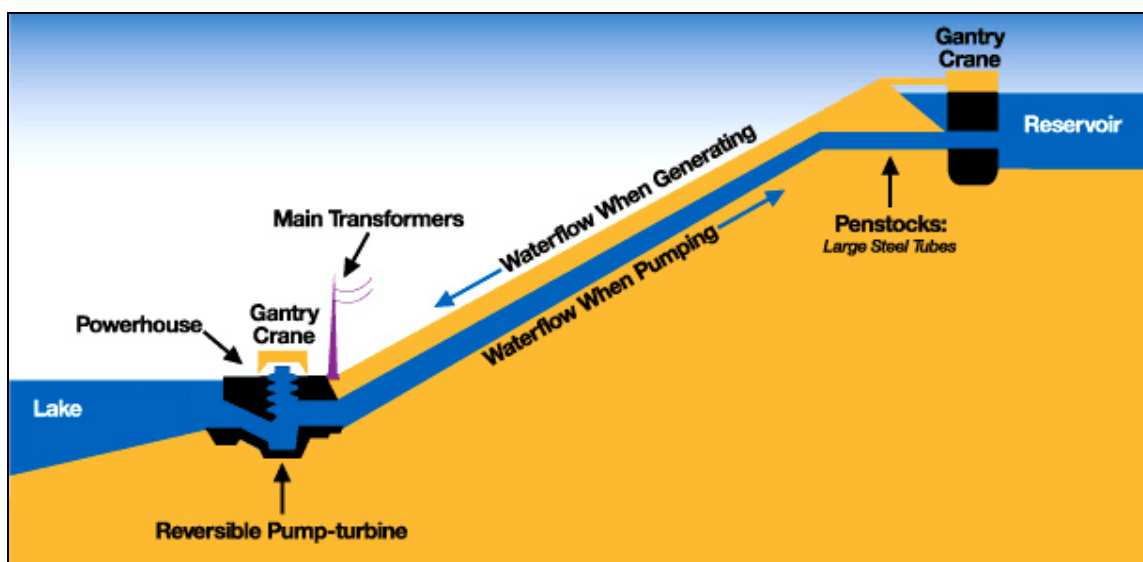 Gantry
Crane
Reservoir
Waterflow When Generating
Main Transformers
Penstocks:
Large Steel Tubes
Waterflow When Pumping
Gantry
Crane
Powerhouse
Lake
Reversible Pump-turbine